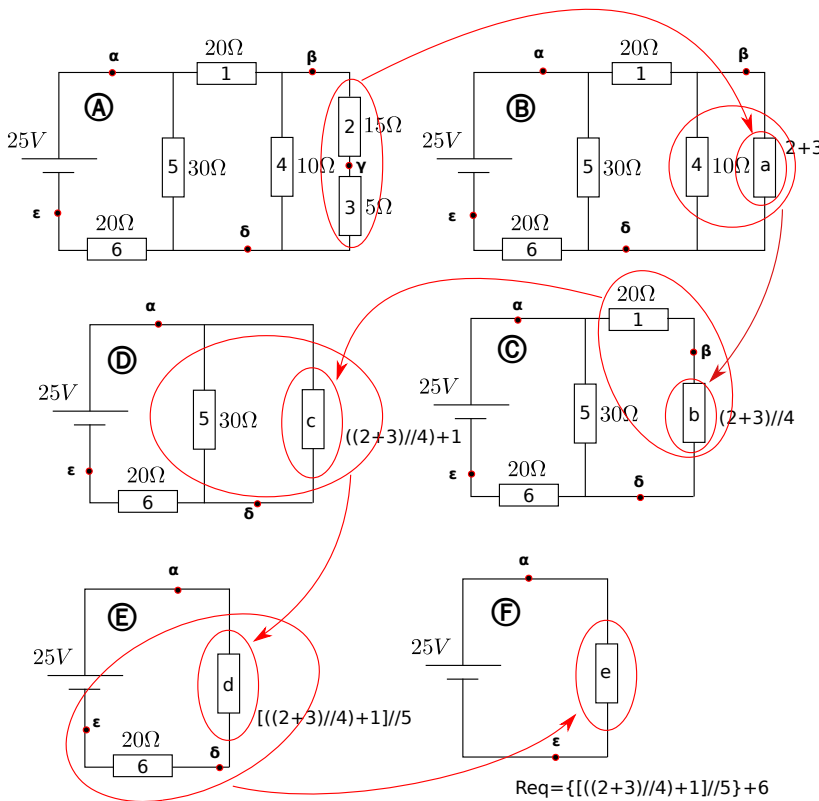 α
20Ω
1
β
Ⓐ
25V
5
30Ω
4
10Ω
2
15Ω
γ
3
5Ω
ε
20Ω
6
δ
α
20Ω
1
β
Ⓑ
25V
5
30Ω
4
10Ω
a
2+3
ε
20Ω
6
δ
α
Ⓓ
25V
5
30Ω
c
((2+3)//4)+1
ε
20Ω
6
δ
α
20Ω
1
β
Ⓒ
25V
5
30Ω
b
(2+3)//4
ε
20Ω
6
δ
α
Ⓔ
25V
d
[((2+3)//4)+1]//5
ε
20Ω
6
δ
α
Ⓕ
25V
e
ε
Req={[((2+3)//4)+1]//5}+6